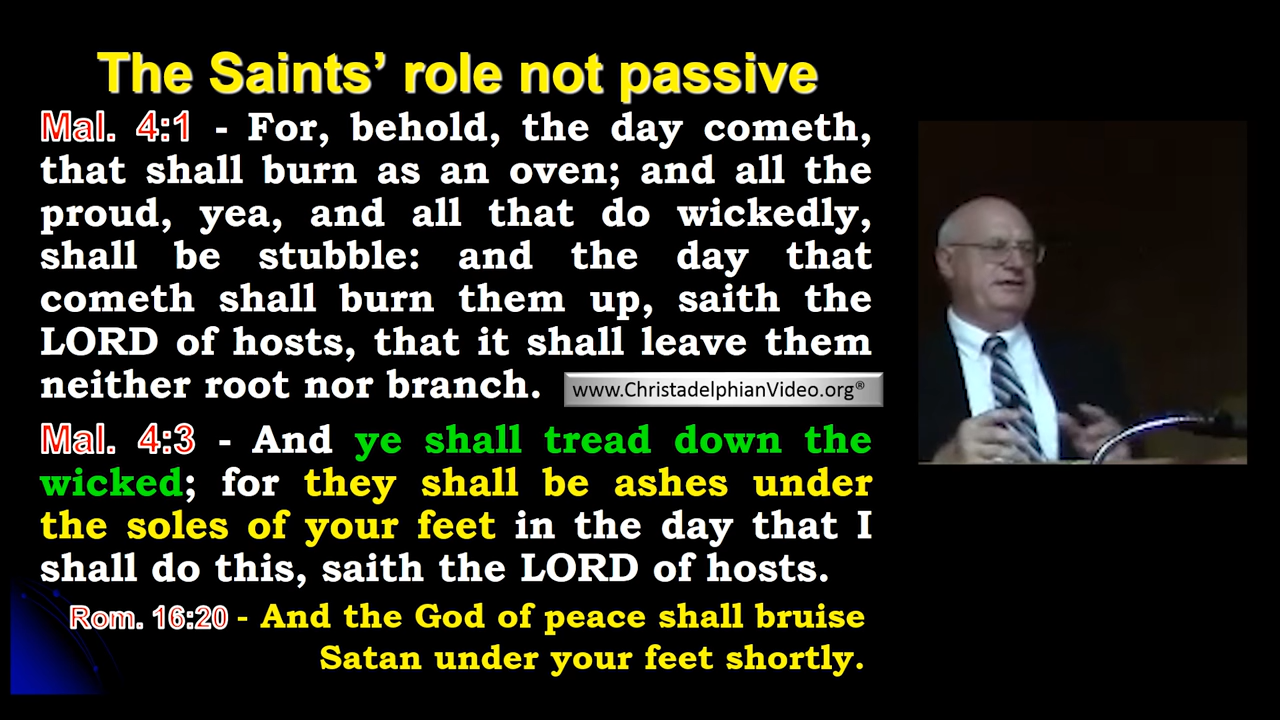 The Saints’ role not passive
Mal. 4:1 - For, behold, the day cometh,
that shall burn as an oven; and all the
proud, yea, and all that do wickedly,
shall be stubble: and the day that
cometh shall burn them up, saith the
LORD of hosts, that it shall leave them
neither root nor branch.
www.ChristadelphianVideo.org®
Mal. 4:3 - And ye shall tread down the
wicked; for they shall be ashes under
the soles of your feet in the day that I
shall do this, saith the LORD of hosts.
Rom. 16:20 - And the God of peace shall bruise
Satan under your feet shortly.